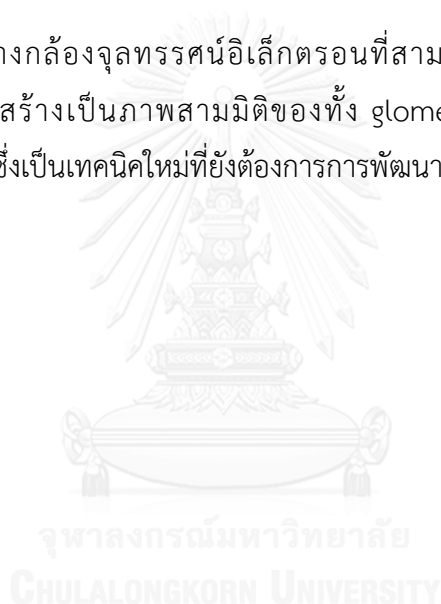 างกล้องจุลทรรศน์อิเล็กตรอนที่สาม
สร้างเป็นภาพสามมิติของทั้ง glome
ซึ่งเป็นเทคนิคใหม่ที่ยังต้องการการพัฒนา
จุฬาลงกรณ์มหาวิทยาลัย
CHULALONGKORN UNIVERSITY